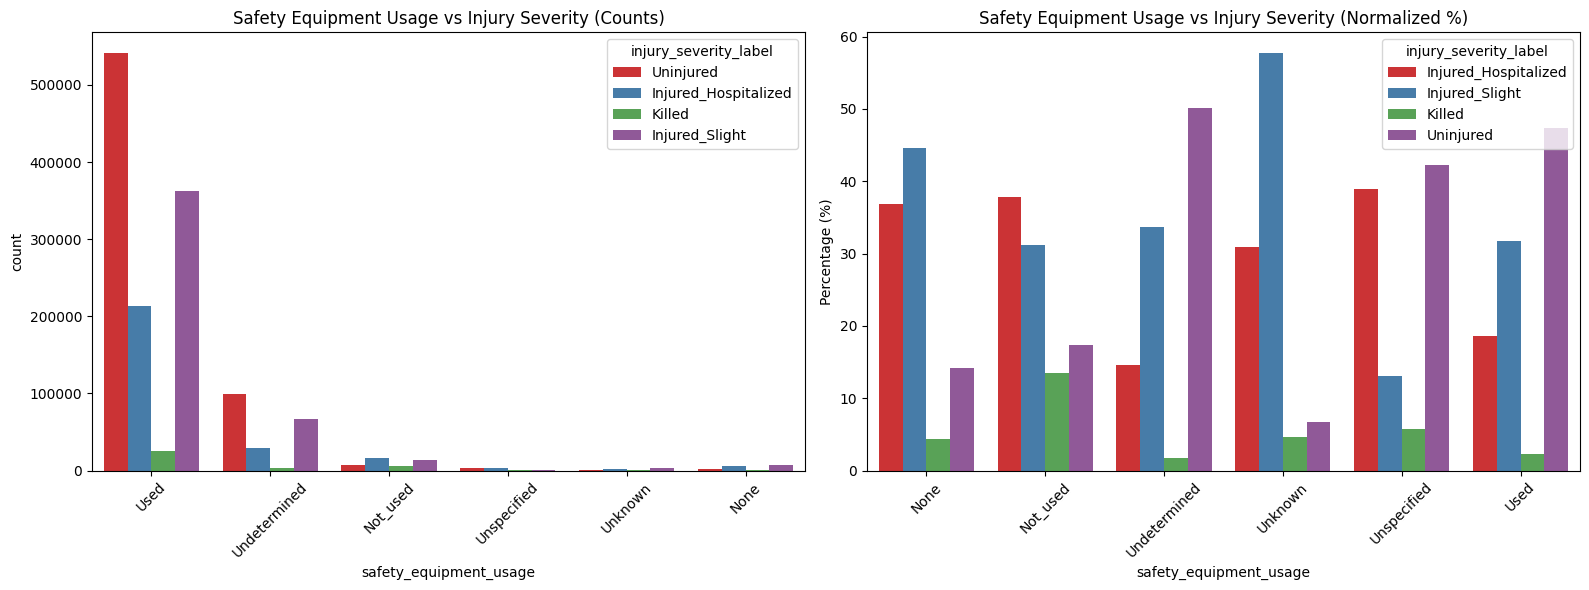 Safety Equipment Usage vs Injury Severity (Counts)
injury_severity_label
Uninjured
Injured_Hospitalized
Killed
Injured_Slight
500000
400000
300000
200000
100000
0
count
Used
Undetermined
Not_used
Unspecified
Unknown
None
safety_equipment_usage
Safety Equipment Usage vs Injury Severity (Normalized %)
injury_severity_label
Injured_Hospitalized
Injured_Slight
Killed
Uninjured
60
50
40
30
20
10
0
Percentage (%)
None
Not_used
Undetermined
Unknown
Unspecified
Used
safety_equipment_usage